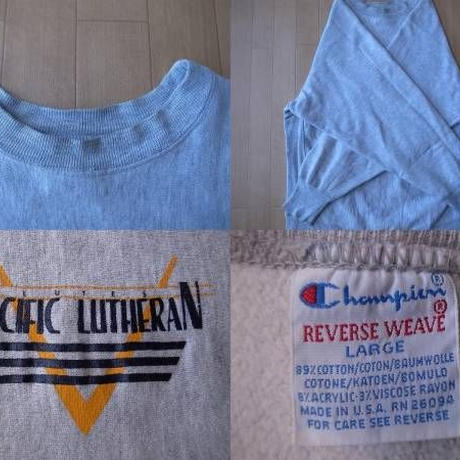 CIFIC LUTHERAN
Champion®
REVERSE WEAVE®
LARGE
89% COTTON/COTON/BAUMWOLLE
COTONE/KATOEN/BOMULD
8% ACRYLIC-3% VISCOSE RAYON
MADE IN U.S.A. RN 26094
FOR CARE SEE REVERSE